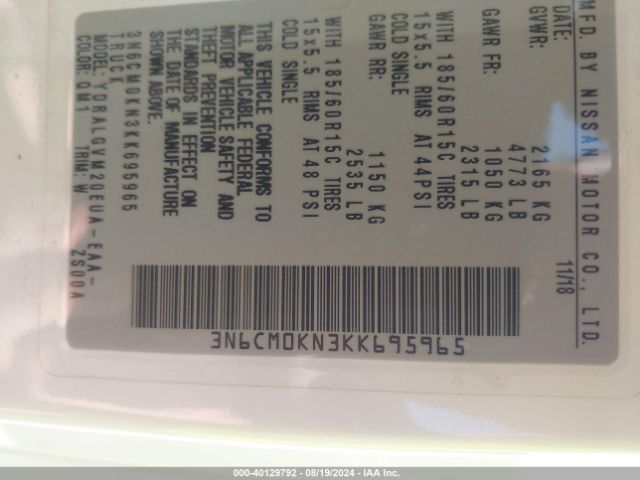 MFD. BY NISSAN MOTOR CO., LTD.
DATE: 11/18
GVWR: 2165 KG
4773 LB
GAWR FR: 1050 KG
2315 LB
WITH 185/60R15C TIRES
15x5.5 RIMS AT 44PSI
COLD SINGLE
GAWR RR: 1150 KG
2535 LB
WITH 185/60R15C TIRES
15x5.5 RIMS AT 48 PSI
COLD SINGLE
THIS VEHICLE CONFORMS TO
ALL APPLICABLE FEDERAL
MOTOR VEHICLE SAFETY AND
THEFT PREVENTION
STANDARDS IN EFFECT ON
THE DATE OF MANUFACTURE
SHOWN ABOVE.
3N6CM0KN3KK695965
TRUCK
MODEL: YDRALGVM20EUA-EAA-
COLOR: QM1 TRIM: W ZS00A
3N6CM0KN3KK695965
000-40129792 - 08/19/2024 - IAA Inc.